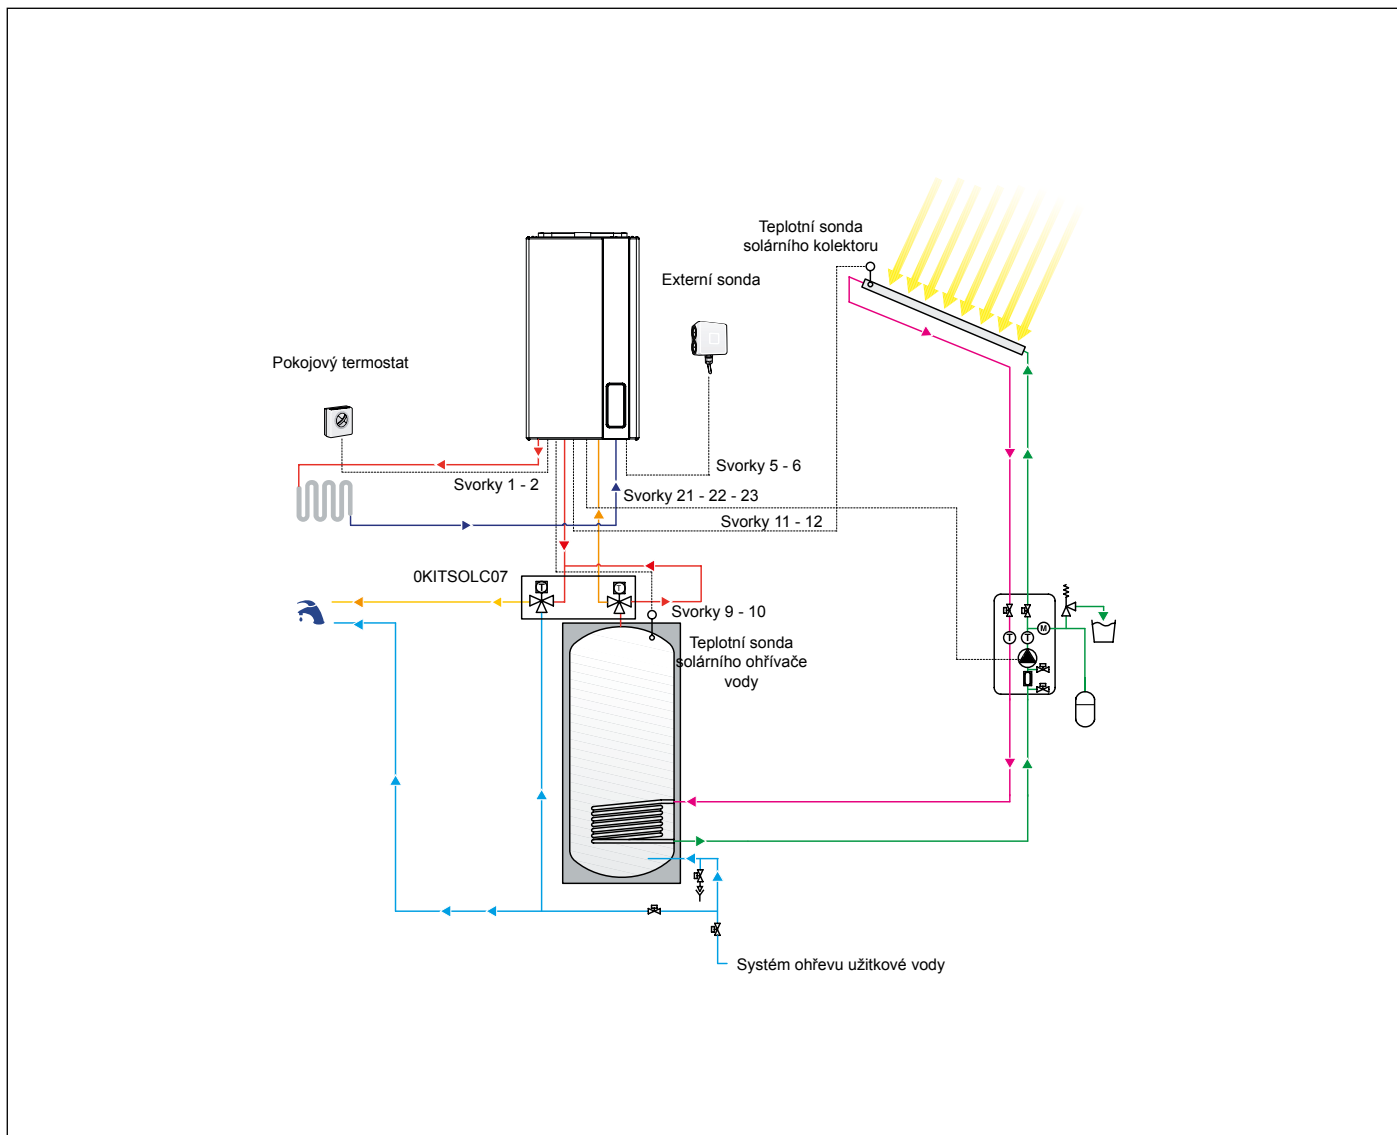 Teplotní sonda
solárního kolektoru
Externí sonda
Pokojový termostat
Svorky 5 - 6
Svorky 1 - 2
Svorky 21 - 22 - 23
Svorky 11 - 12
0KITSOLC07
T
T
Svorky 9 - 10
Teplotní sonda
solárního ohřívače
vody
M
T
T
Systém ohřevu užitkové vody